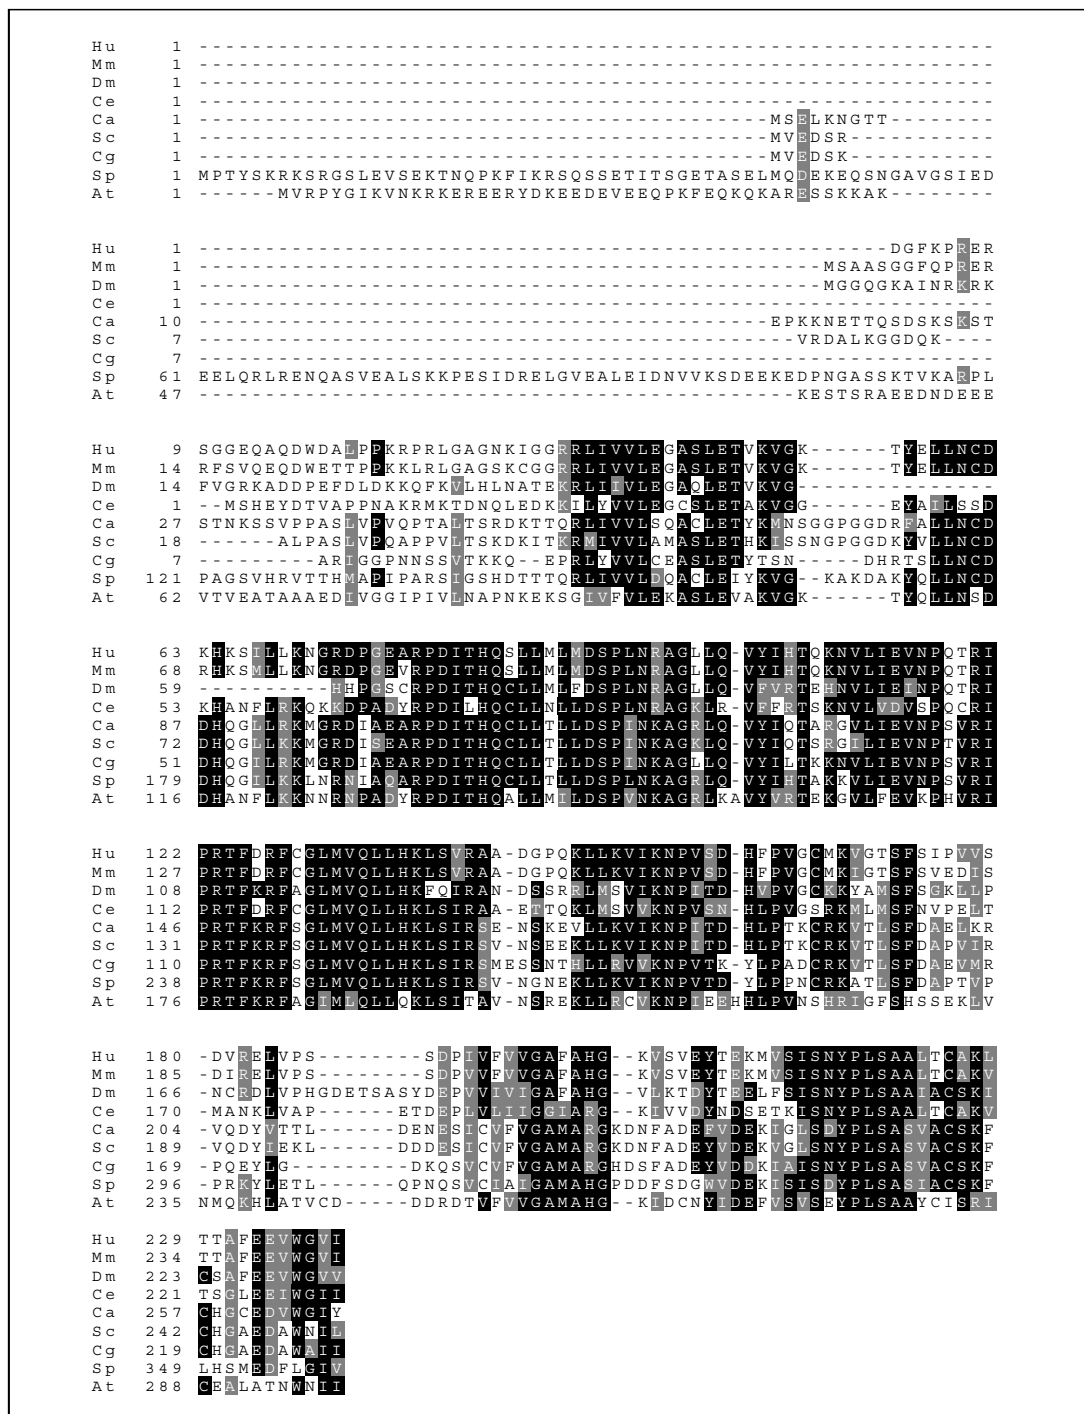 Hu 1 ------------------------------------------------------------
Mm 1 ------------------------------------------------------------
Dm 1 ------------------------------------------------------------
Ce 1 ------------------------------------------------------------
Ca 1 -------------------------------------------MSELKNGTT--------
Sc 1 -------------------------------------------MVEDSR-----------
Cg 1 -------------------------------------------MVEDSK-----------
Sp 1 MPTYSKRKSRGSLEVSEKTNQPKFIKRSQSSETITSGETASELMQDEKEQSNGAVGSIED
At 1 ------MVRPYGIKVNKRKEREERYDKEEDEVEEQPKFEQKQKAREESSKKAK--------
Hu 1 ----------------------------------------------------DGFKPRER
Mm 1 -----------------------------------------------MSAASGGFQPRER
Dm 1 -----------------------------------------------MGGQGKAINRKRK
Ce 1 ------------------------------------------------------------
Ca 10 -------------------------------------------EPKKNETTQSDSKSKST
Sc 7 ---------------------------------------------VRDALKGGDQK----
Cg 7 ------------------------------------------------------------
Sp 61 EELQRLRENQASVEALSKKPESIDRELGVEALEIDNVVKSDEEKEDPNGASSKTVKARPL
At 47 ---------------------------------------------KESTSRAEEDNDEEE
Hu 9 SGGEQAQDWDALPPKRPRLGAGNKIGGRRLIVVLEGASLETVKVGK------TYELLNCD
Mm 14 RFSVQEQDWETTPPKKLRLGAGSKCGGRRLIVVLEGASLETVKVGK------TYELLNCD
Dm 14 FVGRKADDPEFDLDKKQFKVLHLNATEKRLIIVLEGAQLETVKVG---------------
Ce 1 --MSHEYDTVAPPNAKRMKTDNQLEDKKILYVVLEGCSLETAKVGG------EYAILSSD
Ca 27 STNKSSVPPASLVPVQPTALTSRDKTTQRLIVVLSQACLETYKMNSGGPGGDRFALLNCD
Sc 18 -----ALPASLVPQAPPVLTSKDKITKRMIVVLAMASLETHKISSNGPGGDKYVLLNCD
Cg 7 ---------ARIGGPNNSSVTKKQ--EPRLYVVLCEASLETYTSN-----DHRTSLLNCD
Sp 121 PAGSVHRVTTHMAPIPARSIGSHDTTTQRLIVVLDQACLEIYKVG--KAKDAKYQLLNCD
At 62 VTVEATAAAEDIVGGIPIVLNAPNKEKSGIVFVLEKASLEVAKVGK------TYQLLNSD
Hu 63 KHKSILLKNGRDPGEARPDITHQSLLMLMDSPLNRAGLLQ-VYIHTQKNVLIEVNPQTRI
Mm 68 RHKSMLLKNGRDPGEVRPDITHQSLLMLMDSPLNRAGLLQ-VYIHTQKNVLIEVNPQTRI
Dm 59 ----------HHPGSCRPDITHQCLLMLFDSPLNRAGLLQ-VFVRTEHNVLIEINPQTRI
Ce 53 KHANFLRKQKKDPADYRPDILHQCLLNLLDSPLNRAGKLR-VFFRTSKNVLVDVSPQCRI
Ca 87 DHQGLLRKMGRDIAEARPDITHQCLLTLLDSPINKAGKLQ-VYIQTARGVLIEVNPSVRI
Sc 72 DHQGLLKKMGRDISEARPDITHQCLLTLLDSPINKAGKLQ-VYIQTSRGILIEVNPTVRI
Cg 51 DHQGILRKMGRDIAEARPDITHQCLLTLLDSPINKAGLLQ-VYILTKKNVLIEVNPSVRI
Sp 179 DHQGILKKLNRNIAQARPDITHQCLLTLLDSPLNKAGRLQ-VYIHTAKKVLIEVNPSVRI
At 116 DHANFLKKNNRNPADYRPDITHQALLMILDSPVNKAGRLKAVYVRTEKGVLFEVKPHVRI
Hu 122 PRTFDRFCGLMVQLLHKLSVRAA-DGPQKLLKVIKNPVSD-HFPVGCMKVGTSFSIPVVS
Mm 127 PRTFDRFCGLMVQLLHKLSVRAA-DGPQKLLKVIKNPVSD-HFPVGCMKIGTSFSVEDIS
Dm 108 PRTFKRFAGLMVQLLHKFQIRAN-DSSRRLMSVIKNPITD-HVPVGCKKYAMSFSGKLLP
Ce 112 PRTFDRFCGLMVQLLHKLSIRAA-ETTQKLMSVVKNPVSN-HLPVGSRKMLMSFNVPELT
Ca 146 PRTFKRFSGLMVQLLHKLSIRSE-NSKEVLLKVIKNPITD-HLPTKCRKVTLSFDAELKR
Sc 131 PRTFKRFSGLMVQLLHKLSIRSV-NSEEKLLKVIKNPITD-HLPTKCRKVTLSFDAPVIR
Cg 110 PRTFKRFSGLMVQLLHKLSIRSMESSNTHLLRVVKNPVTK-YLPADCRKVTLSFDAEVMR
Sp 238 PRTFKRFSGLMVQLLHKLSIRSV-NGNEKLLKVIKNPVTD-YLPPNCRKATLSFDAPTVP
At 176 PRTFKRFAGIMLQLLQKLSITAV-NSREKLLRCVKNPIEEHHLPVNSHRIGFSHSSEKLV
Hu 180 -DVRELVPS--------SDPIVFVVGAFAHG--KVSVEYTEKMVSISNYPLSAALTCAKL
Mm 185 -DIRELVPS--------SDPVVFVVGAFAHG--KVSVEYTEKMVSISNYPLSAALTCAKV
Dm 166 -NCRDLVPHGDETSASYDEPVVIVIGAFAHG--VLKTDYTEELFSISNYPLSAAIACSKI
Ce 170 -MANKLVAP------ETDEPLVLIIGGIARG--KIVVDYNDSETKISNYPLSAALTCAKV
Ca 204 -VQDYVTTL------DENESICVFVGAMARGKDNFADEFVDEKIGLSDYPLSASVACSKF
Sc 189 -VQDYIEKL------DDDESICVFVGAMARGKDNFADEYVDEKVGLSNYPLSASVACSKF
Cg 169 -PQEYLG--------DKQSVCVFVGAMARGHDSFADEYVDDKIAISNYPLSASVACSKF
Sp 296 -PRKYLETL------QPNQSVCIAIGAMAHGPDDFSDGWVDEKISISDYPLSASIACSKF
At 235 NMQKHLATVCD----DDRDTVFVVGAMAHG--KIDCNYIDEFVSVSEYPLSAAYCISRI
Hu 229 TTAFEEVWGVI
Mm 234 TTAFEEVWGVI
Dm 223 CSAFEEVWGVV
Ce 221 TSGLEEIWGII
Ca 257 CHGCEDVWGIY
Sc 242 CHGAEDAWNIL
Cg 219 CHGAEDAWAII
Sp 349 LHSMEDFLGIV
At 288 CEALATNWNII